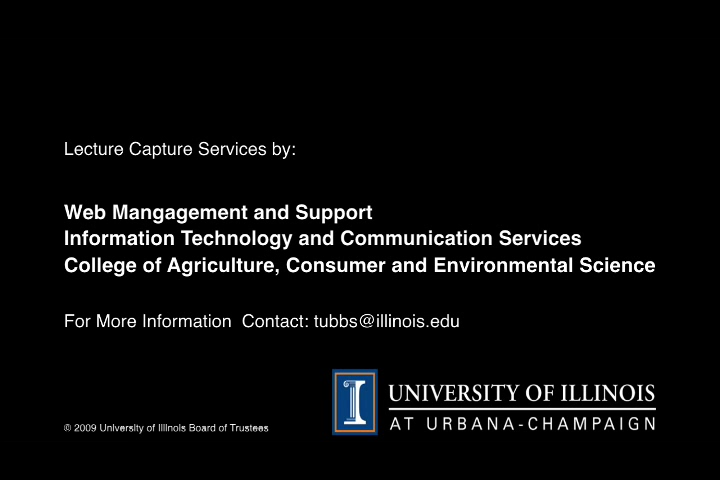 Lecture Capture Services by:
Web Mangagement and Support
Information Technology and Communication Services
College of Agriculture, Consumer and Environmental Science
For More Information  Contact: tubbs@illinois.edu
I
UNIVERSITY OF ILLINOIS
AT URBANA-CHAMPAIGN
© 2009 University of Illinois Board of Trustees